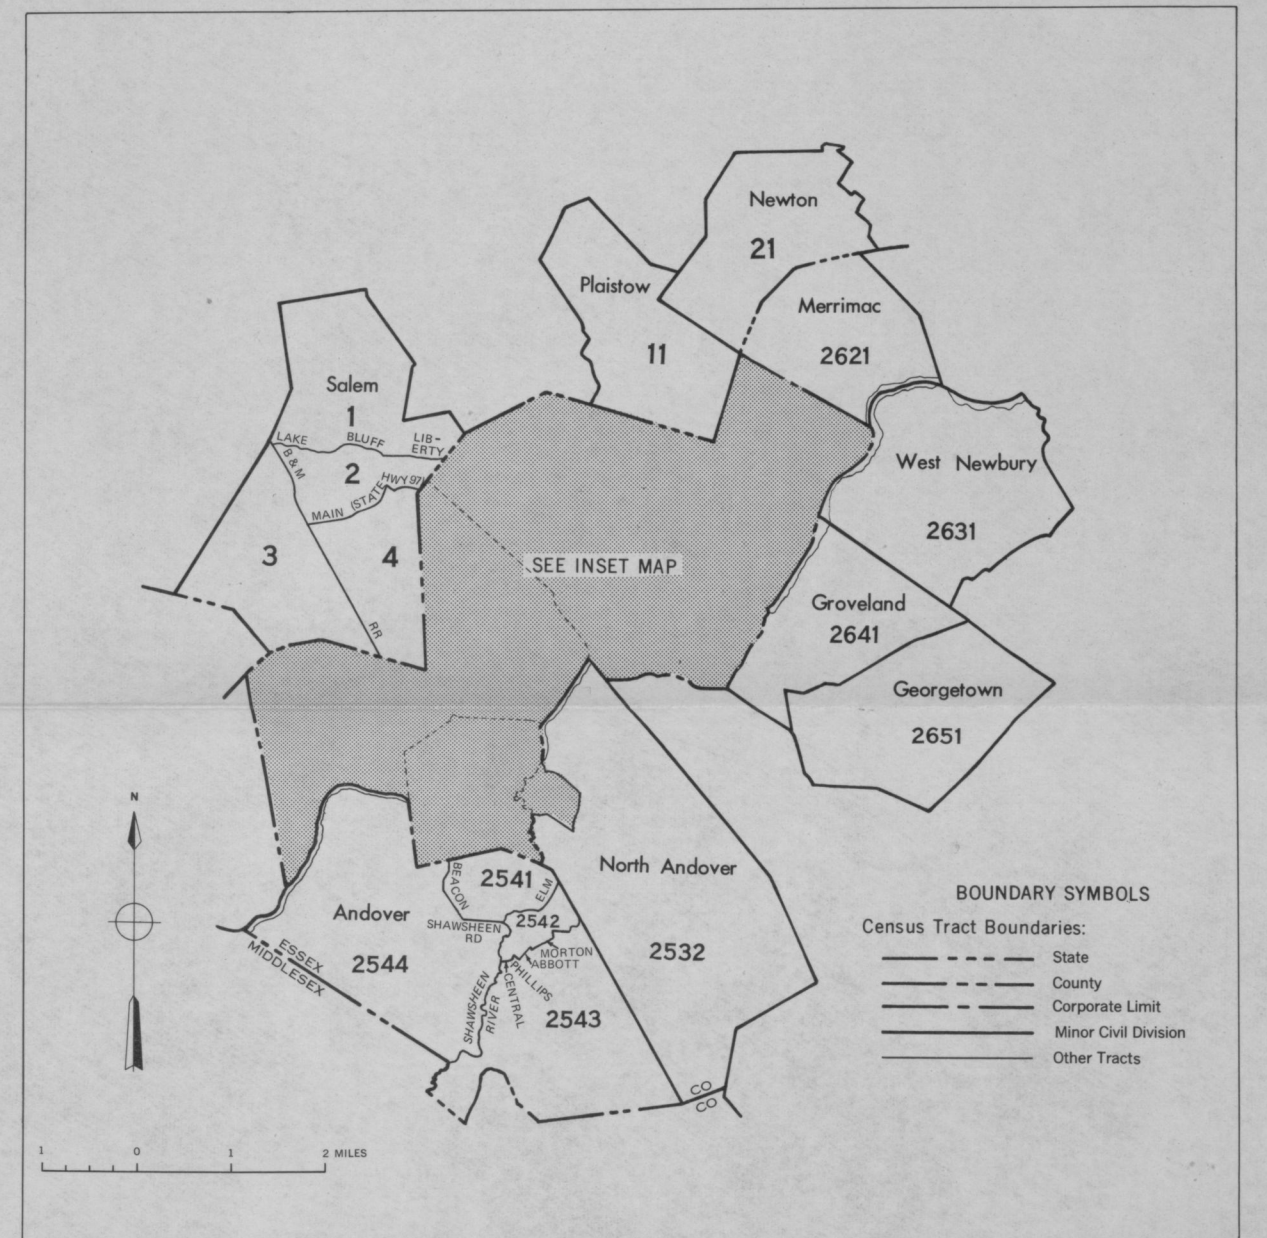 Newton
21
Plaistow
11
Merrimac
2621
Salem
1
LAKE BLUFF LIB-
ERTY
B & M
2
MAIN (STATE HWY 97)
3
4
RR
West Newbury
2631
SEE INSET MAP
Groveland
2641
Georgetown
2651
N
North Andover
2532
BEACON
2541
ELM
Andover
2544
SHAWSHEEN
RD
2542
MORTON
ABBOTT
PHILLIPS
CENTRAL
SHAWSHEEN
RIVER
2543
ESSEX
MIDDLESEX
CO
CO
BOUNDARY SYMBOLS
Census Tract Boundaries:
State
County
Corporate Limit
Minor Civil Division
Other Tracts
1 0 1 2 MILES